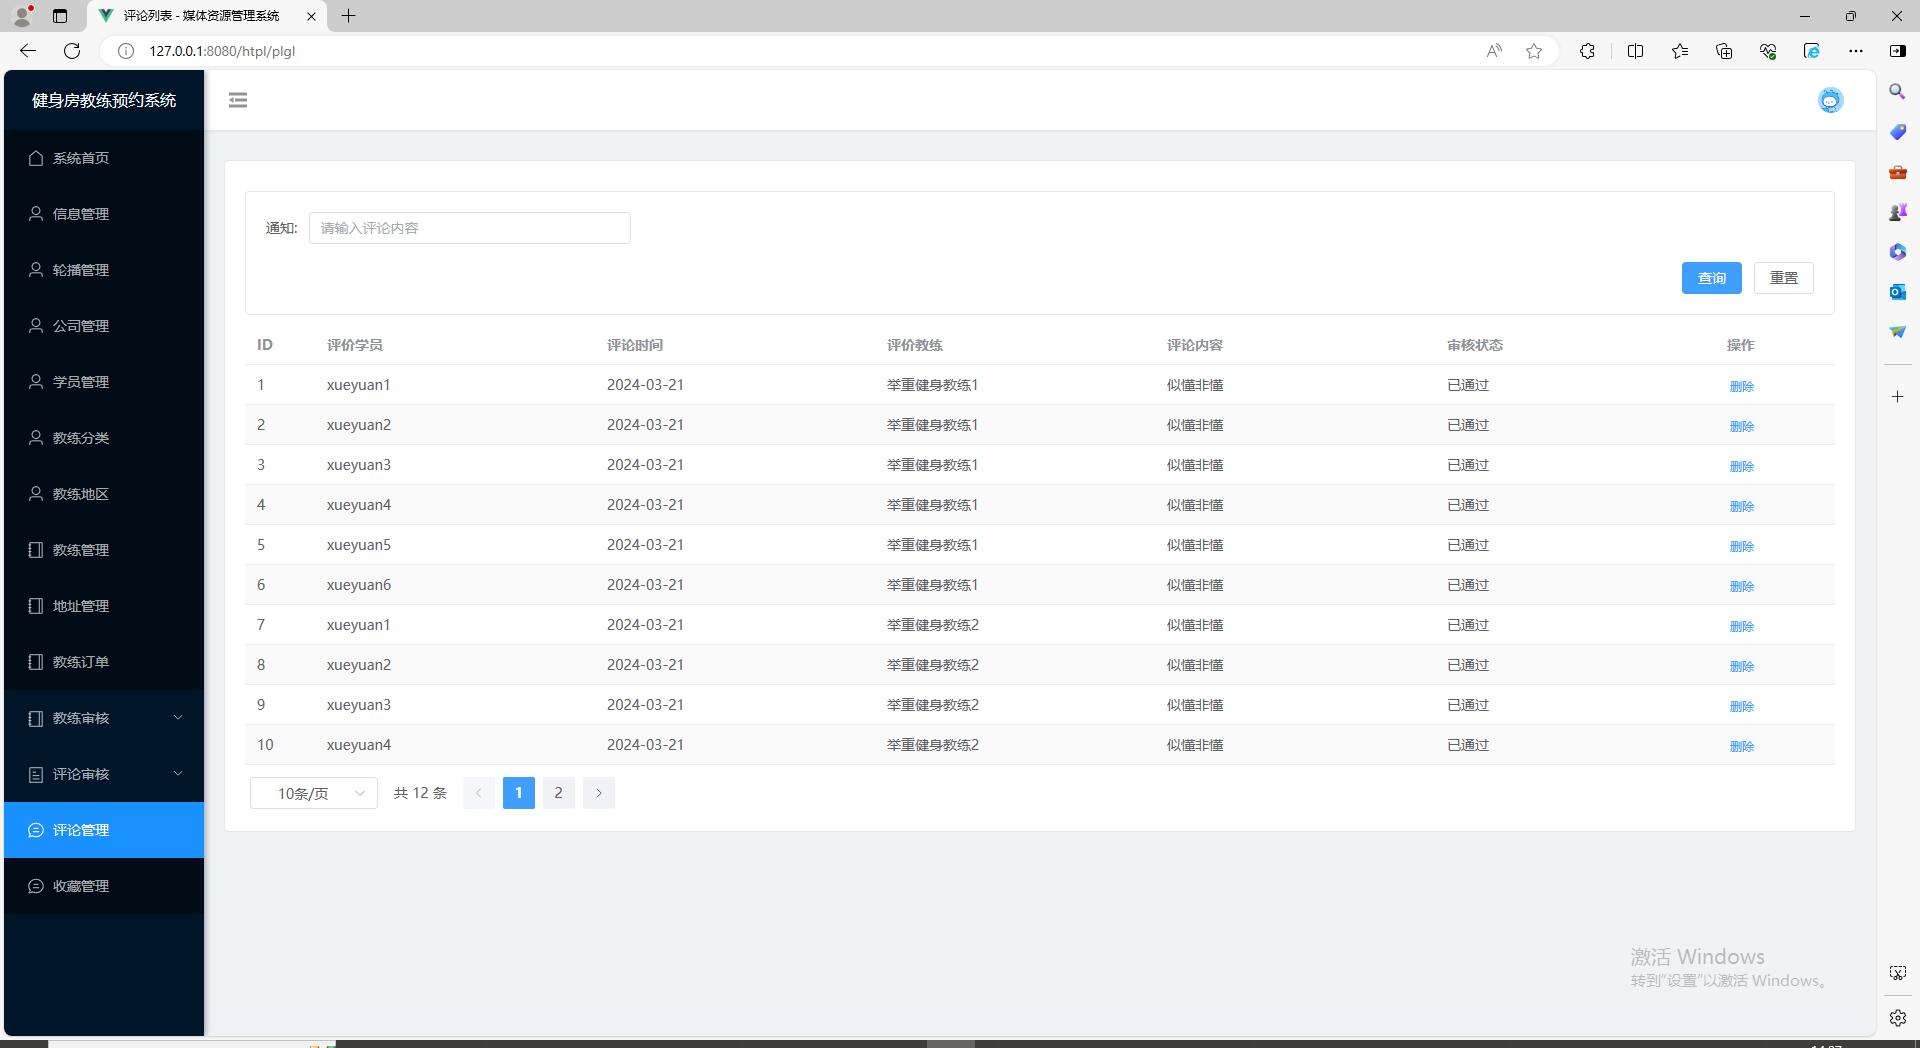 评论列表 - 媒体资源管理系统
127.0.0.1:8080/htpl/plgl
健身房教练预约系统
系统首页
信息管理
轮播管理
公司管理
学员管理
教练分类
教练地区
教练管理
地址管理
教练订单
教练审核
评论审核
评论管理
收藏管理
通知: 请输入评论内容
查询 重置
ID 评价学员 评论时间 评价教练 评论内容 审核状态 操作
1 xueyuan1 2024-03-21 举重健身教练1 似懂非懂 已通过 删除
2 xueyuan2 2024-03-21 举重健身教练1 似懂非懂 已通过 删除
3 xueyuan3 2024-03-21 举重健身教练1 似懂非懂 已通过 删除
4 xueyuan4 2024-03-21 举重健身教练1 似懂非懂 已通过 删除
5 xueyuan5 2024-03-21 举重健身教练1 似懂非懂 已通过 删除
6 xueyuan6 2024-03-21 举重健身教练1 似懂非懂 已通过 删除
7 xueyuan1 2024-03-21 举重健身教练2 似懂非懂 已通过 删除
8 xueyuan2 2024-03-21 举重健身教练2 似懂非懂 已通过 删除
9 xueyuan3 2024-03-21 举重健身教练2 似懂非懂 已通过 删除
10 xueyuan4 2024-03-21 举重健身教练2 似懂非懂 已通过 删除
10条/页 共 12 条 1 2
激活 Windows
转到"设置"以激活 Windows。